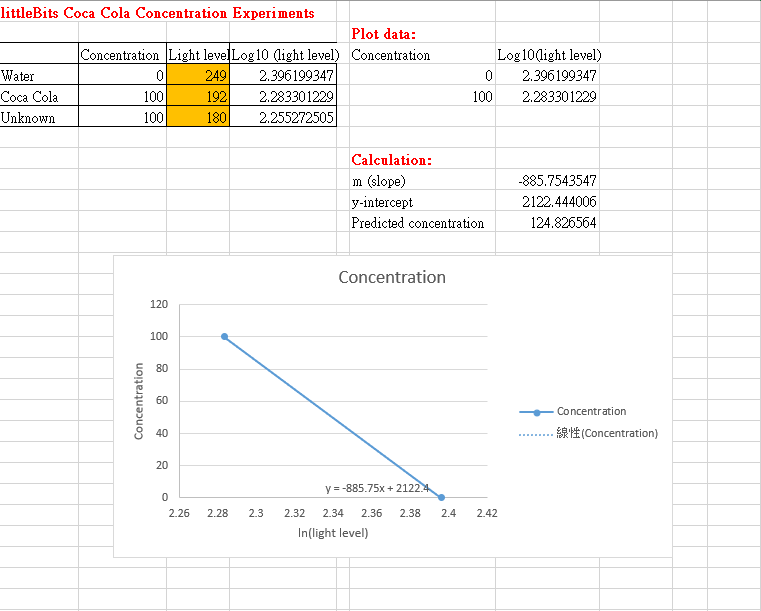 littleBits Coca Cola Concentration Experiments
Plot data:
Concentration Light level Log10 (light level) Concentration Log10(light level)
Water 0 249 2.396199347 0 2.396199347
Coca Cola 100 192 2.283301229 100 2.283301229
Unknown 100 180 2.255272505
Calculation:
m (slope) -885.7543547
y-intercept 2122.444006
Predicted concentration 124.826564
Concentration
120
100
80
60
40
20
0
Concentration
y = -885.75x + 2122.4
2.26 2.28 2.3 2.32 2.34 2.36 2.38 2.4 2.42
ln(light level)
Concentration
線性(Concentration)